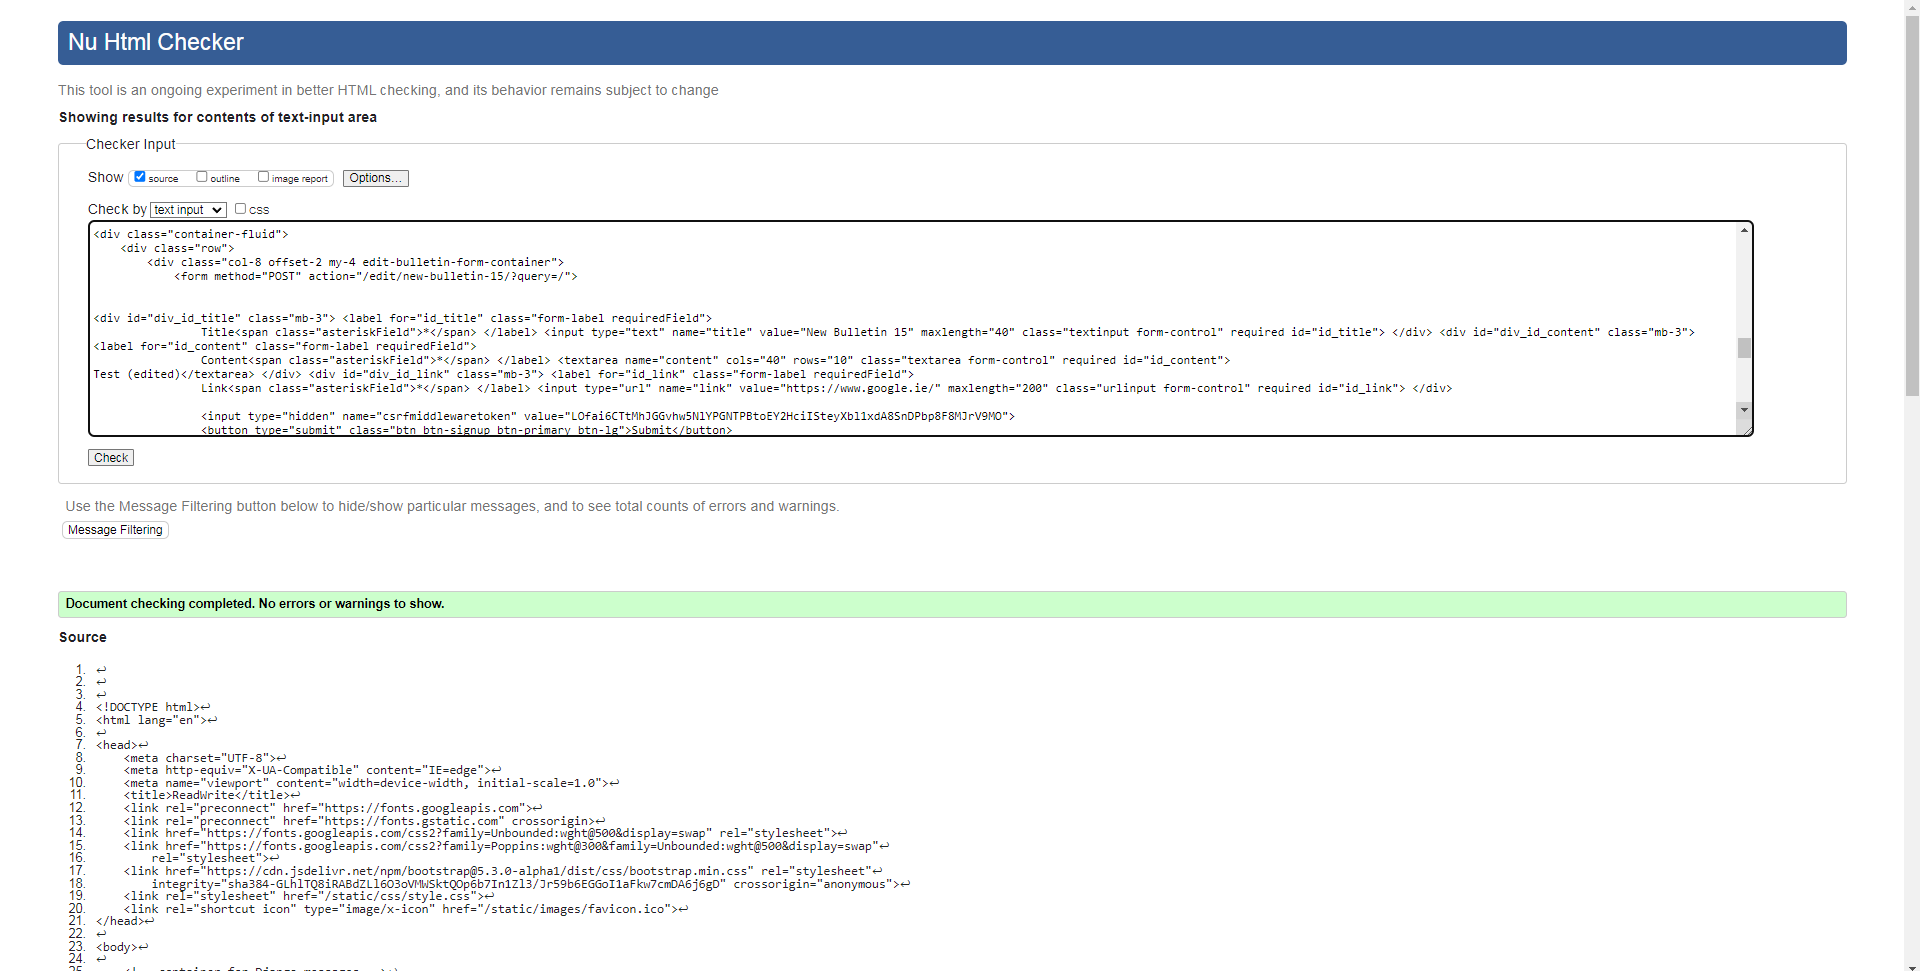 Nu Html Checker
This tool is an ongoing experiment in better HTML checking, and its behavior remains subject to change
Showing results for contents of text-input area
Checker Input
Show source outline image report Options...
Check by text input css
<div class="container-fluid">
<div class="row">
<div class="col-8 offset-2 my-4 edit-bulletin-form-container">
<form method="POST" action="/edit/new-bulletin-15/?query=/">
<div id="div_id_title" class="mb-3"> <label for="id_title" class="form-label requiredField">
Title<span class="asteriskField">*</span> </label> <input type="text" name="title" value="New Bulletin 15" maxlength="40" class="textinput form-control" required id="id_title"> </div> <div id="div_id_content" class="mb-3">
<label for="id_content" class="form-label requiredField">
Content<span class="asteriskField">*</span> </label> <textarea name="content" cols="40" rows="10" class="textarea form-control" required id="id_content">
Test (edited)</textarea> </div> <div id="div_id_link" class="mb-3"> <label for="id_link" class="form-label requiredField">
Link<span class="asteriskField">*</span> </label> <input type="url" name="link" value="https://www.google.ie/" maxlength="200" class="urlinput form-control" required id="id_link"> </div>
<input type="hidden" name="csrfmiddlewaretoken" value="LOfai6CTtMhJGGvhw5NlYPGNTPBtoEY2HciISteyXbl1xdA8SnDPbp8F8MJrV9MO">
<button type="submit" class="btn btn-signup btn-primary btn-lg">Submit</button>
Check
Use the Message Filtering button below to hide/show particular messages, and to see total counts of errors and warnings.
Message Filtering
Document checking completed. No errors or warnings to show.
Source
1. ↩
2. ↩
3. ↩
4. <!DOCTYPE html>↩
5. <html lang="en">↩
6. ↩
7. <head>↩
8. <meta charset="UTF-8">↩
9. <meta http-equiv="X-UA-Compatible" content="IE=edge">↩
10. <meta name="viewport" content="width=device-width, initial-scale=1.0">↩
11. <title>ReadWrite</title>↩
12. <link rel="preconnect" href="https://fonts.googleapis.com">↩
13. <link rel="preconnect" href="https://fonts.gstatic.com" crossorigin>↩
14. <link href="https://fonts.googleapis.com/css2?family=Unbounded:wght@500&display=swap" rel="stylesheet">↩
15. <link href="https://fonts.googleapis.com/css2?family=Poppins:wght@300&family=Unbounded:wght@500&display=swap"↩
16. rel="stylesheet">↩
17. <link href="https://cdn.jsdelivr.net/npm/bootstrap@5.3.0-alpha1/dist/css/bootstrap.min.css" rel="stylesheet"↩
18. integrity="sha384-GLhlTQ8iRABdZLl6O3oVMWSktQOp6b7In1Zl3/Jr59b6EGGoI1aFkw7cmDA6j6gD" crossorigin="anonymous">↩
19. <link rel="stylesheet" href="/static/css/style.css">↩
20. <link rel="shortcut icon" type="image/x-icon" href="/static/images/favicon.ico">↩
21. </head>↩
22. ↩
23. <body>↩
24. ↩